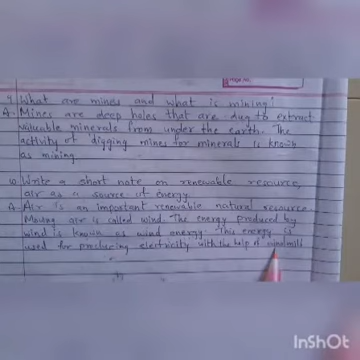 9. What are minds and what is mining?
A. Mines are deep holes that are dug to extract
valuable minerals from under the earth. The
activity of digging mines for minerals is known
as mining
Write a short note on renewable resource,
air as a source of energy.
A. Air is an important renewable natural resource
Moving air is called wind. The energy produced by
wind is known as wind energy. This energy is
used for producing electricity with the help of windmill
InShOt